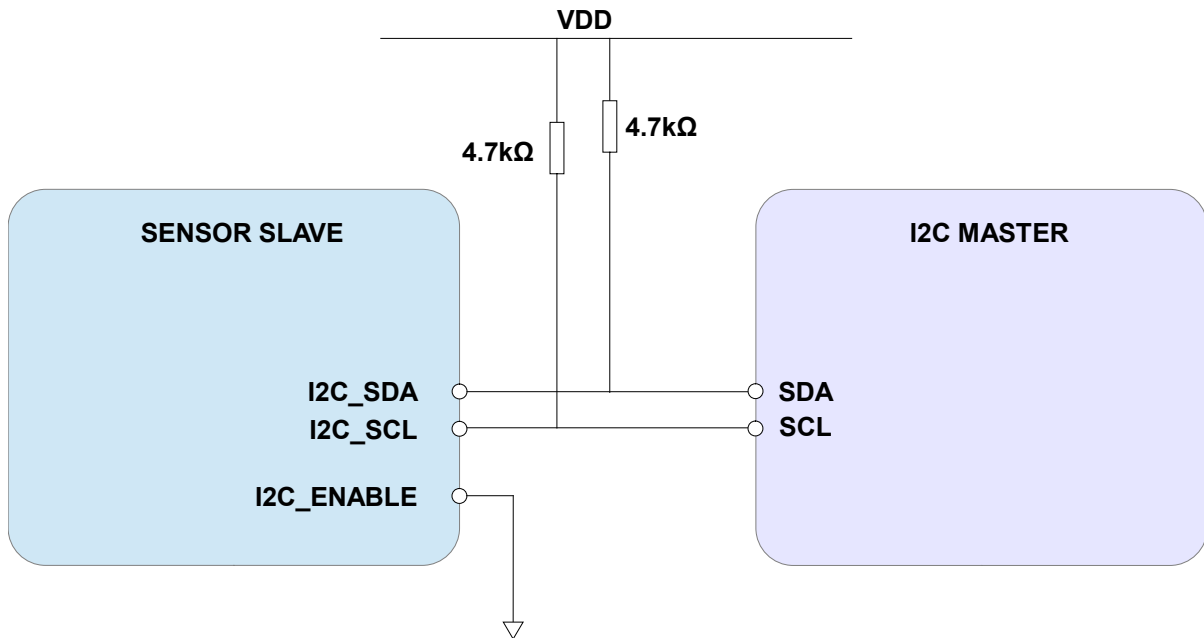 VDD
4.7kΩ
4.7kΩ
SENSOR SLAVE
I2C MASTER
I2C_SDA
SDA
I2C_SCL
SCL
I2C_ENABLE